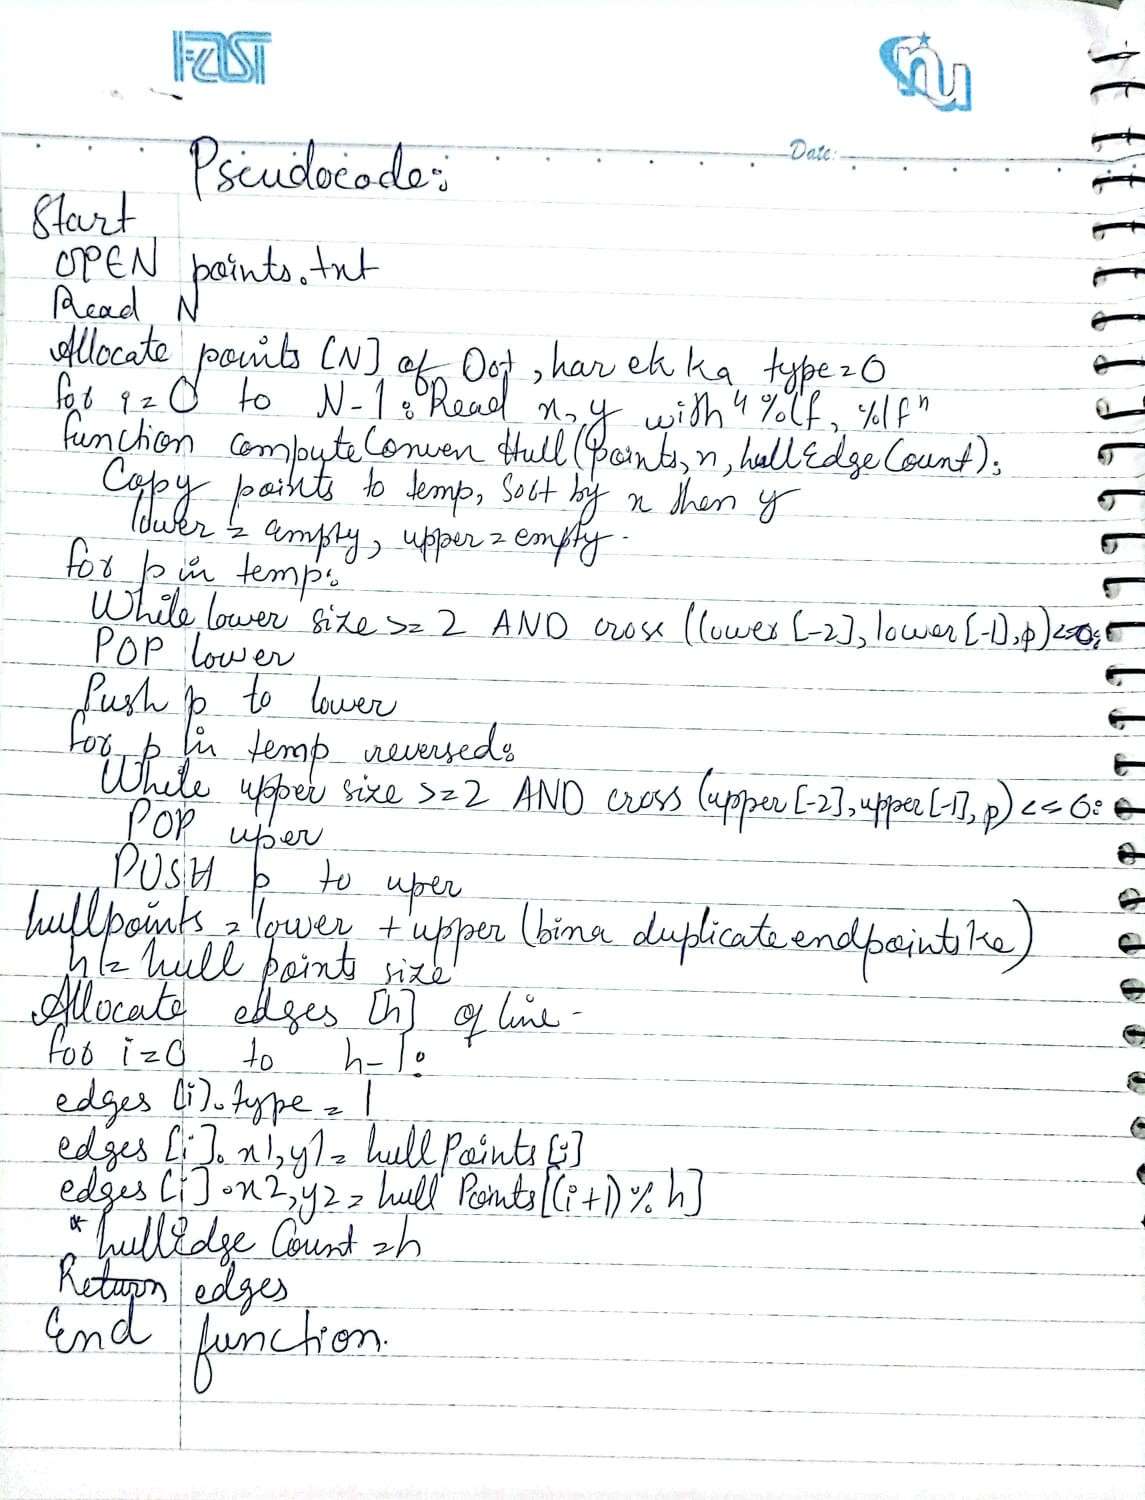 FAST
nu
Date:
Pseudocode:
Start
OPEN points.txt
Read N
Allocate points [N] of Dot, har ek ka type=0
for i=0 to N-1: Read x,y with "%lf, %lf"
function computeConvex Hull (points, n, hullEdgeCount):
Copy points to temp, Sort by x then y
lower = empty, upper = empty.
for p in temp:
While lower size >= 2 AND cross (lower [-2], lower [-1], p) <=0:
POP lower
Push p to lower
for p in temp reversed:
While upper size >=2 AND cross (upper [-2], upper [-1], p) <= 0:
POP uper
PUSH p to uper
hullpoints = lower + upper (bina duplicate endpoints ke)
h = hull points size
Allocate edges [h] of line-
for i=0 to h-1:
edges [i].type = 1
edges [i]. x1,y1= hull Points [i]
edges [i].x2,y2= hull Points [(i+1) % h]
* hullEdge Count =h
Return edges
End function.